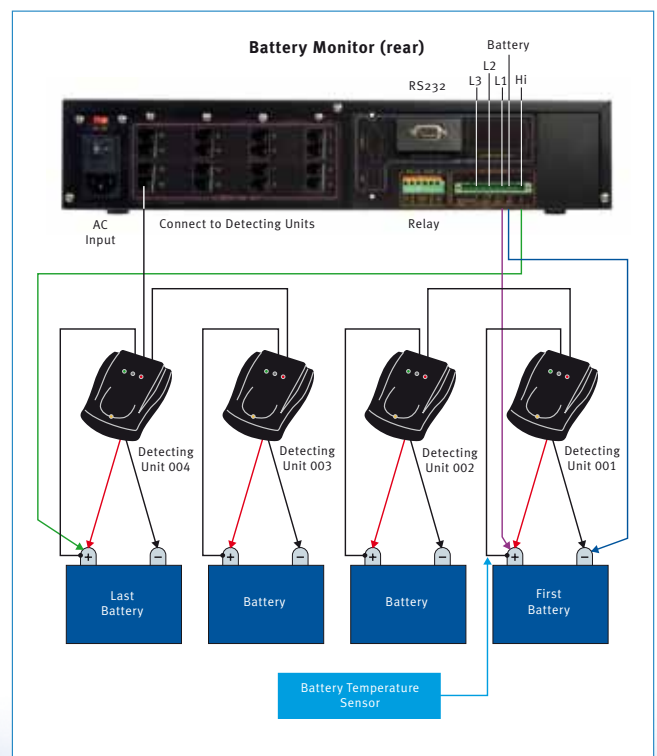 Battery Monitor (rear)
Battery
L2
RS232
L3
L1
Hi
AC
Input
Connect to Detecting Units
Relay
Detecting
Unit 004
Detecting
Unit 003
Detecting
Unit 002
Detecting
Unit 001
+
−
+
−
+
−
+
−
Last
Battery
Battery
Battery
First
Battery
Battery Temperature
Sensor